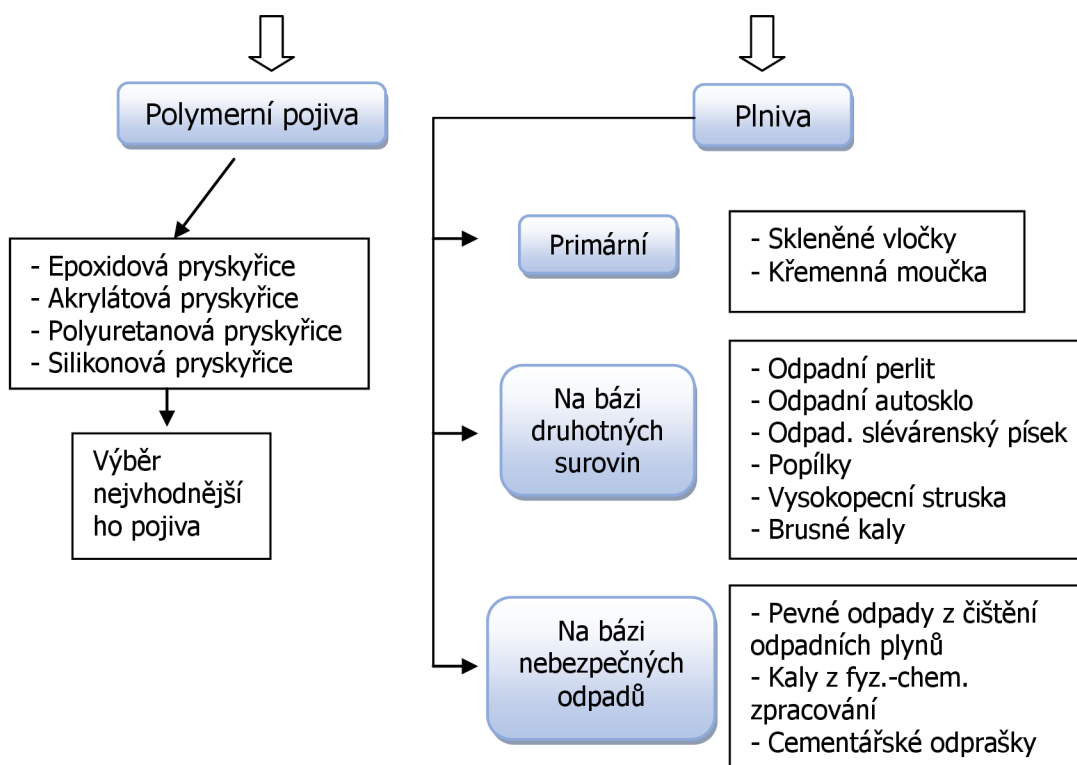 Polymerní pojiva
- Epoxidová pryskyřice
- Akrylátová pryskyřice
- Polyuretanová pryskyřice
- Silikonová pryskyřice
Výběr
nejvhodnější
ho pojiva
Plniva
Primární
- Skleněné vločky
- Křemenná moučka
Na bázi
druhotných
surovin
- Odpadní perlit
- Odpadní autosklo
- Odpad. slévárenský písek
- Popílky
- Vysokopecní struska
- Brusné kaly
Na bázi
nebezpečných
odpadů
- Pevné odpady z čištění
odpadních plynů
- Kaly z fyz.-chem.
zpracování
- Cementářské odprašky